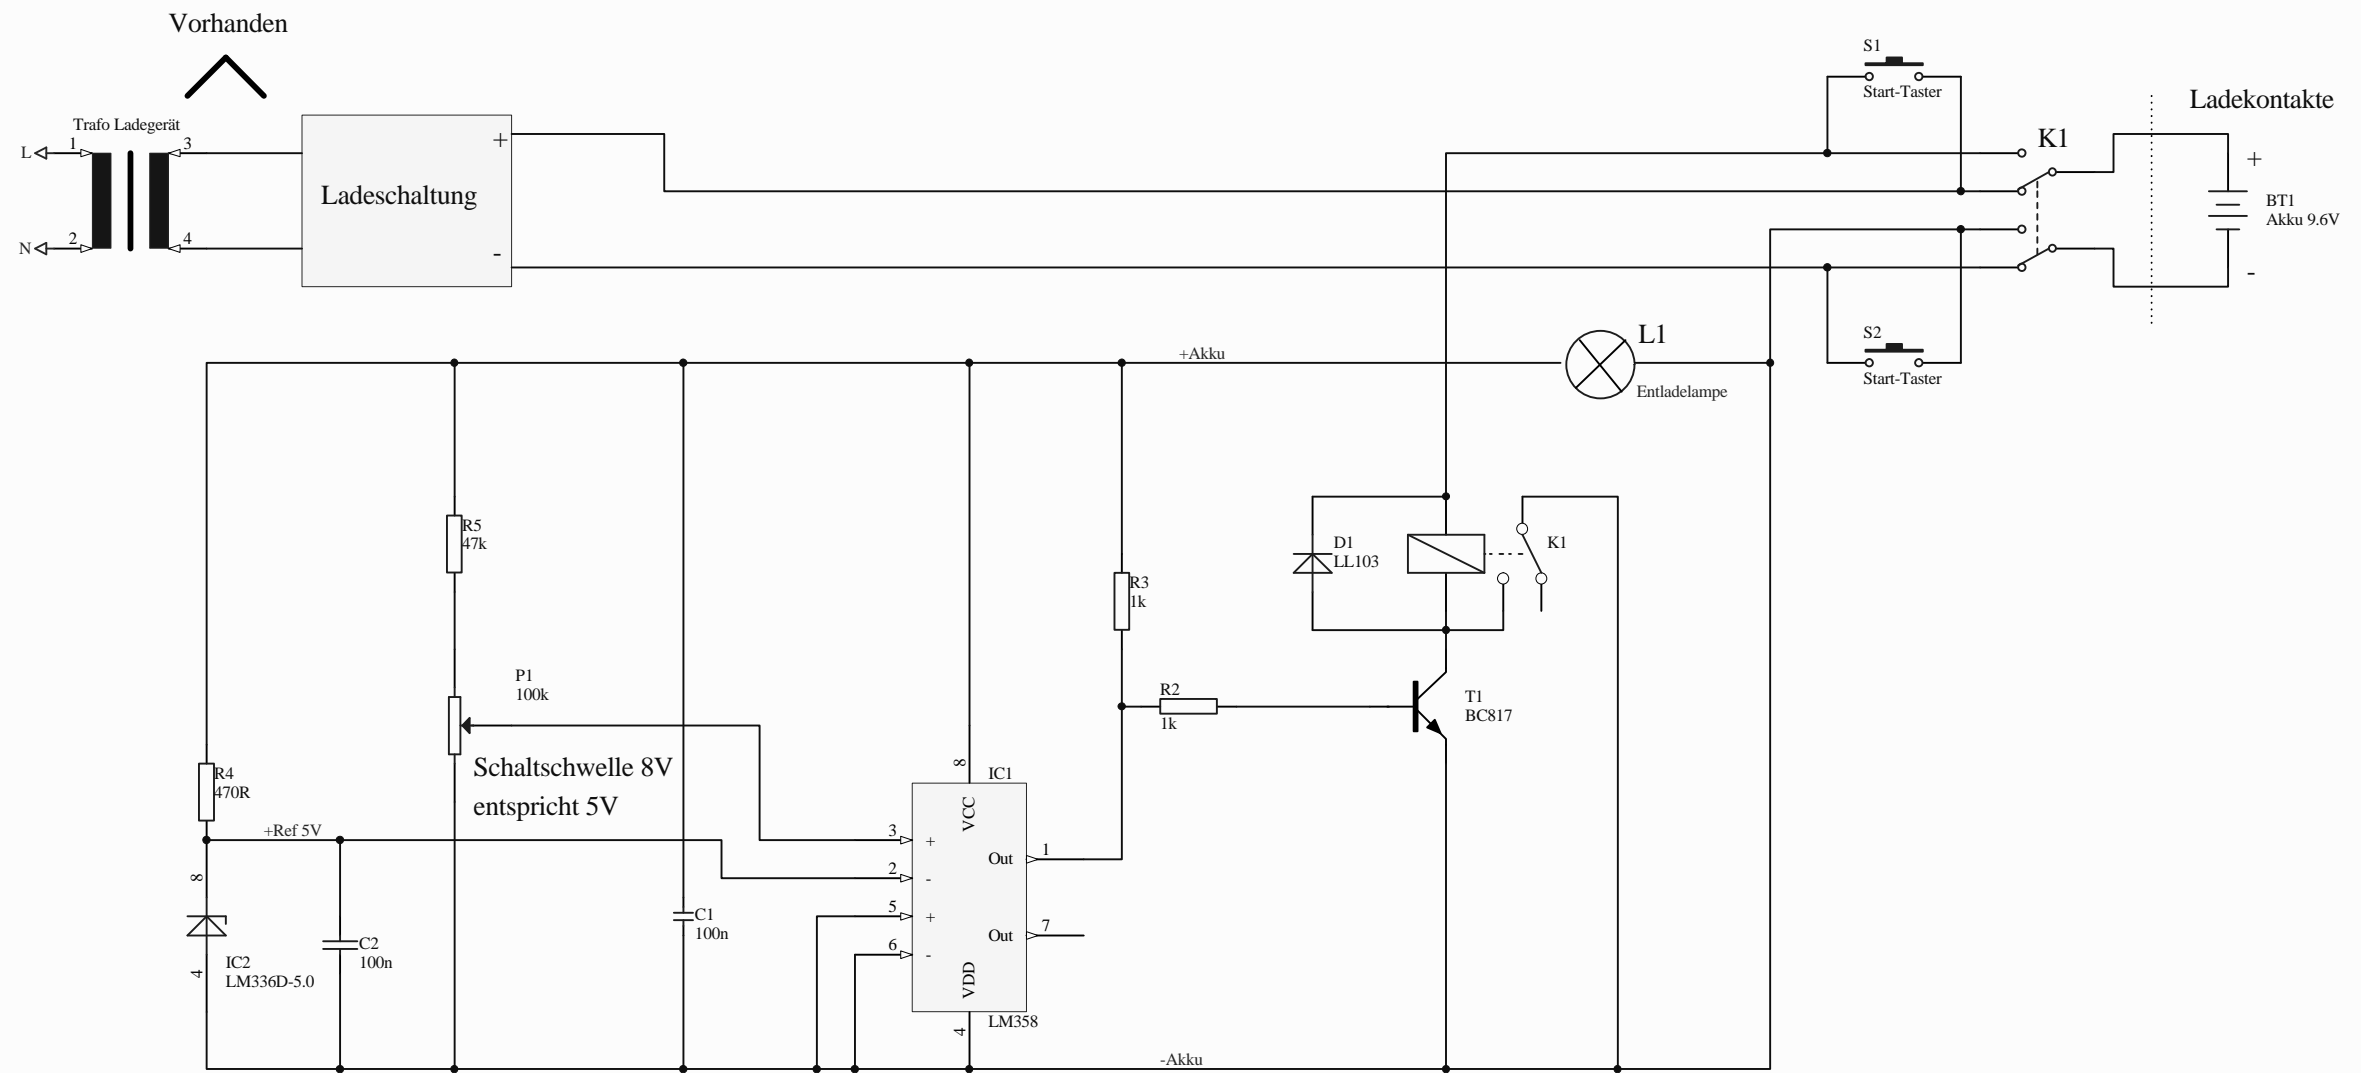 Vorhanden
Trafo Ladegerät
L
1
3
N
2
4
Ladeschaltung
+
-
S1
Start-Taster
K1
Ladekontakte
+
BT1
Akku 9.6V
-
S2
Start-Taster
+Akku
L1
Entladelampe
R5
47k
R3
1k
D1
LL103
K1
P1
100k
R2
1k
T1
BC817
Schaltschwelle 8V
entspricht 5V
R4
470R
+Ref 5V
8
4
IC2
LM336D-5.0
C2
100n
C1
100n
8
IC1
VCC
3
+
2
-
5
+
6
-
Out
1
Out
7
VDD
4
LM358
-Akku